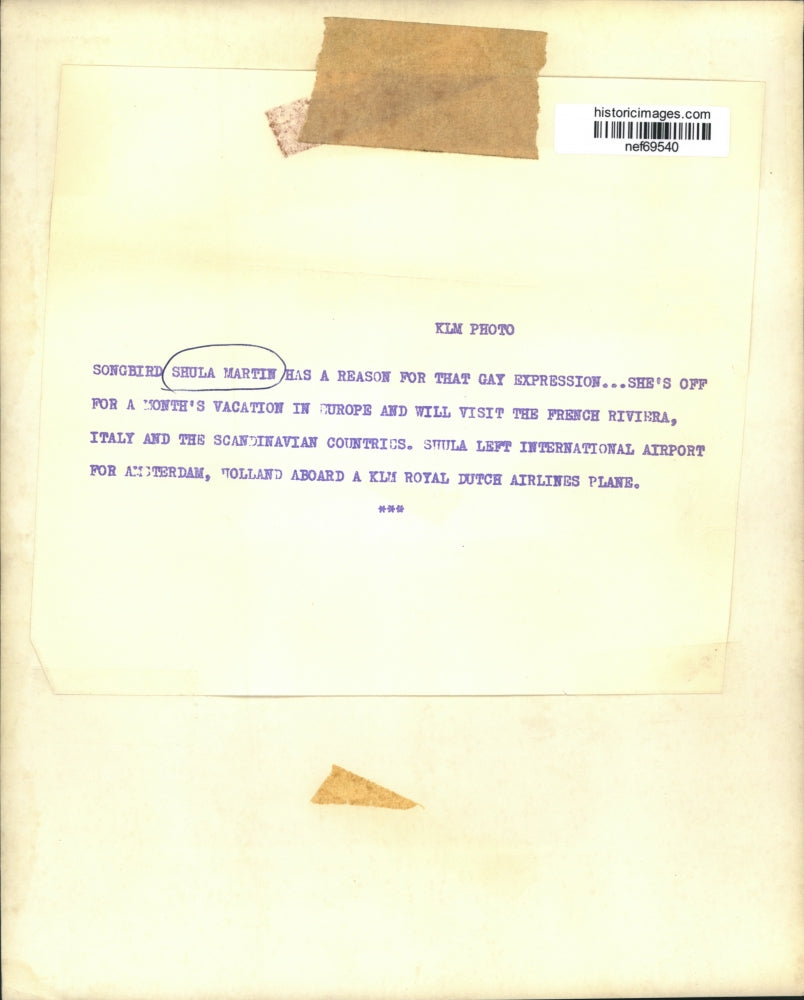 historicimages.com
nef69540
KLM PHOTO
SONGBIRD SHULA MARTIN HAS A REASON FOR THAT GAY EXPRESSION...SHE'S OFF
FOR A MONTH'S VACATION IN EUROPE AND WILL VISIT THE FRENCH RIVIERA,
ITALY AND THE SCANDINAVIAN COUNTRIES. SHULA LEFT INTERNATIONAL AIRPORT
FOR AMSTERDAM, HOLLAND ABOARD A KLM ROYAL DUTCH AIRLINES PLANE.
***